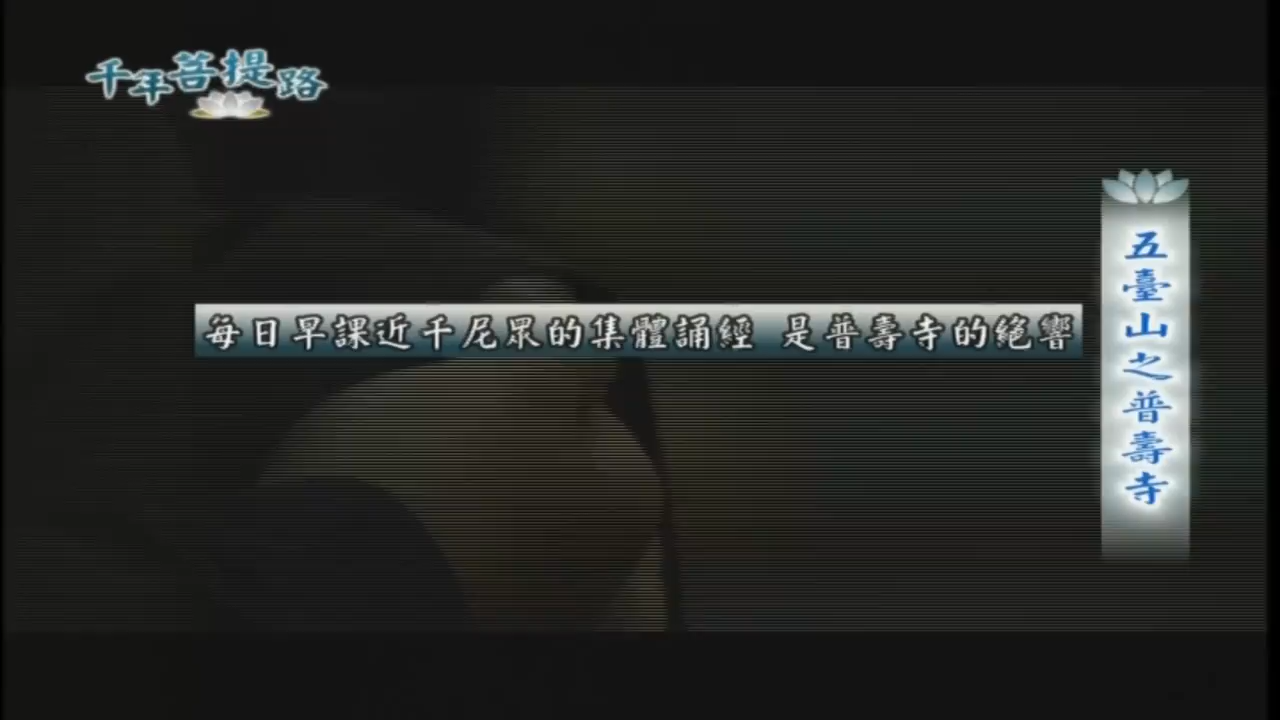 千年菩提路
每日早課近千尼眾的集體誦經 是普壽寺的絕響
五臺山之普壽寺